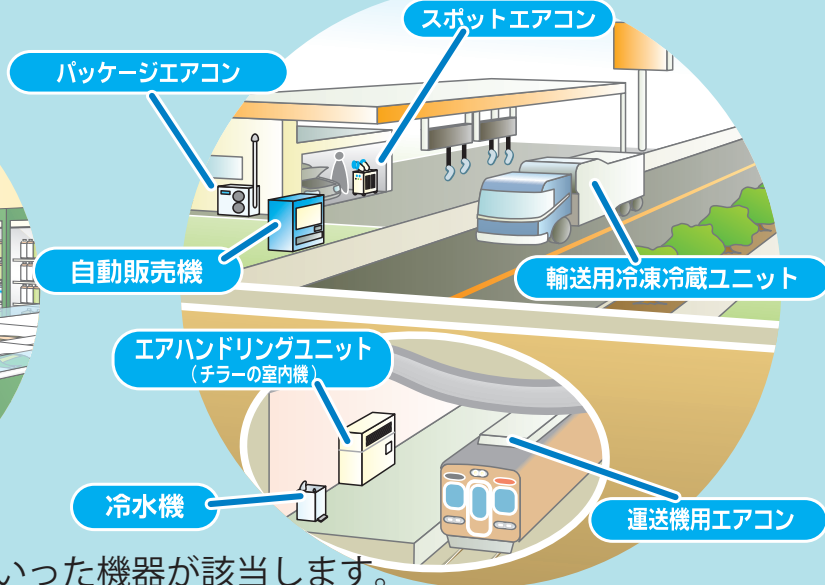 スポットエアコン
パッケージエアコン
自動販売機
輸送用冷凍冷蔵ユニット
エアハンドリングユニット
（チラーの室内機）
冷水機
運送機用エアコン
いった機器が該当します。